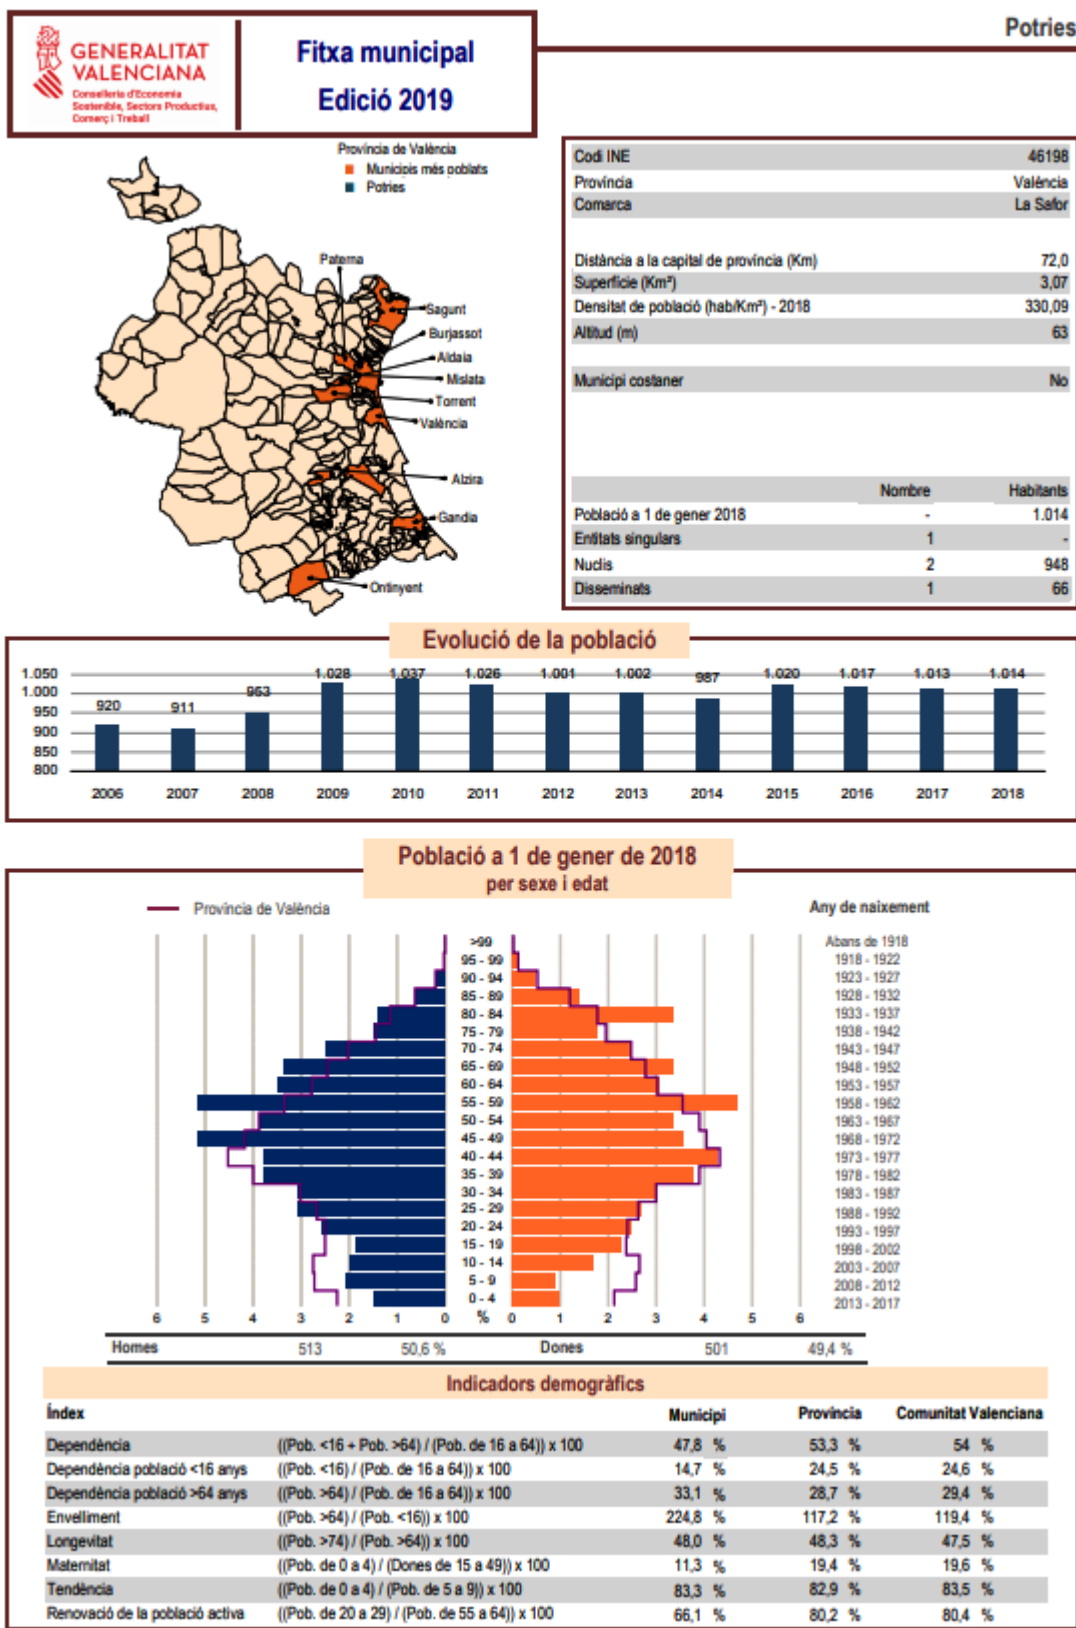 Potries
GENERALITAT
VALENCIANA
Conselleria d'Economia
Sostenible, Sectors Productius,
Comerç i Treball
Fitxa municipal
Edició 2019
Província de València
Municipis més poblats
Potries
Paterna
Sagunt
Burjassot
Aldaia
Mislata
Torrent
València
Alzira
Gandia
Ontinyent
Codi INE 46198
Província València
Comarca La Safor
Distància a la capital de província (Km) 72,0
Superfície (Km²) 3,07
Densitat de població (hab/Km²) - 2018 330,09
Altitud (m) 63
Municipi costaner No
Nombre Habitants
Població a 1 de gener 2018 - 1.014
Entitats singulars 1 -
Nuclis 2 948
Disseminats 1 66
Evolució de la població
1.050
1.000
950
900
850
800
920 911 953 1.028 1.037 1.026 1.001 1.002 987 1.020 1.017 1.013 1.014
2006 2007 2008 2009 2010 2011 2012 2013 2014 2015 2016 2017 2018
Població a 1 de gener de 2018
per sexe i edat
Província de València
Any de naixement
>99 Abans de 1918
95 - 99 1918 - 1922
90 - 94 1923 - 1927
85 - 89 1928 - 1932
80 - 84 1933 - 1937
75 - 79 1938 - 1942
70 - 74 1943 - 1947
65 - 69 1948 - 1952
60 - 64 1953 - 1957
55 - 59 1958 - 1962
50 - 54 1963 - 1967
45 - 49 1968 - 1972
40 - 44 1973 - 1977
35 - 39 1978 - 1982
30 - 34 1983 - 1987
25 - 29 1988 - 1992
20 - 24 1993 - 1997
15 - 19 1998 - 2002
10 - 14 2003 - 2007
5 - 9 2008 - 2012
0 - 4 2013 - 2017
6 5 4 3 2 1 0 % 0 1 2 3 4 5 6
Homes 513 50,6 % Dones 501 49,4 %
Indicadors demogràfics
Índex Municipi Província Comunitat Valenciana
Dependència ((Pob. <16 + Pob. >64) / (Pob. de 16 a 64)) x 100 47,8 % 53,3 % 54 %
Dependència població <16 anys ((Pob. <16) / (Pob. de 16 a 64)) x 100 14,7 % 24,5 % 24,6 %
Dependència població >64 anys ((Pob. >64) / (Pob. de 16 a 64)) x 100 33,1 % 28,7 % 29,4 %
Envelliment ((Pob. >64) / (Pob. <16)) x 100 224,8 % 117,2 % 119,4 %
Longevitat ((Pob. >74) / (Pob. >64)) x 100 48,0 % 48,3 % 47,5 %
Maternitat ((Pob. de 0 a 4) / (Dones de 15 a 49)) x 100 11,3 % 19,4 % 19,6 %
Tendència ((Pob. de 0 a 4) / (Pob. de 5 a 9)) x 100 83,3 % 82,9 % 83,5 %
Renovació de la població activa ((Pob. de 20 a 29) / (Pob. de 55 a 64)) x 100 66,1 % 80,2 % 80,4 %